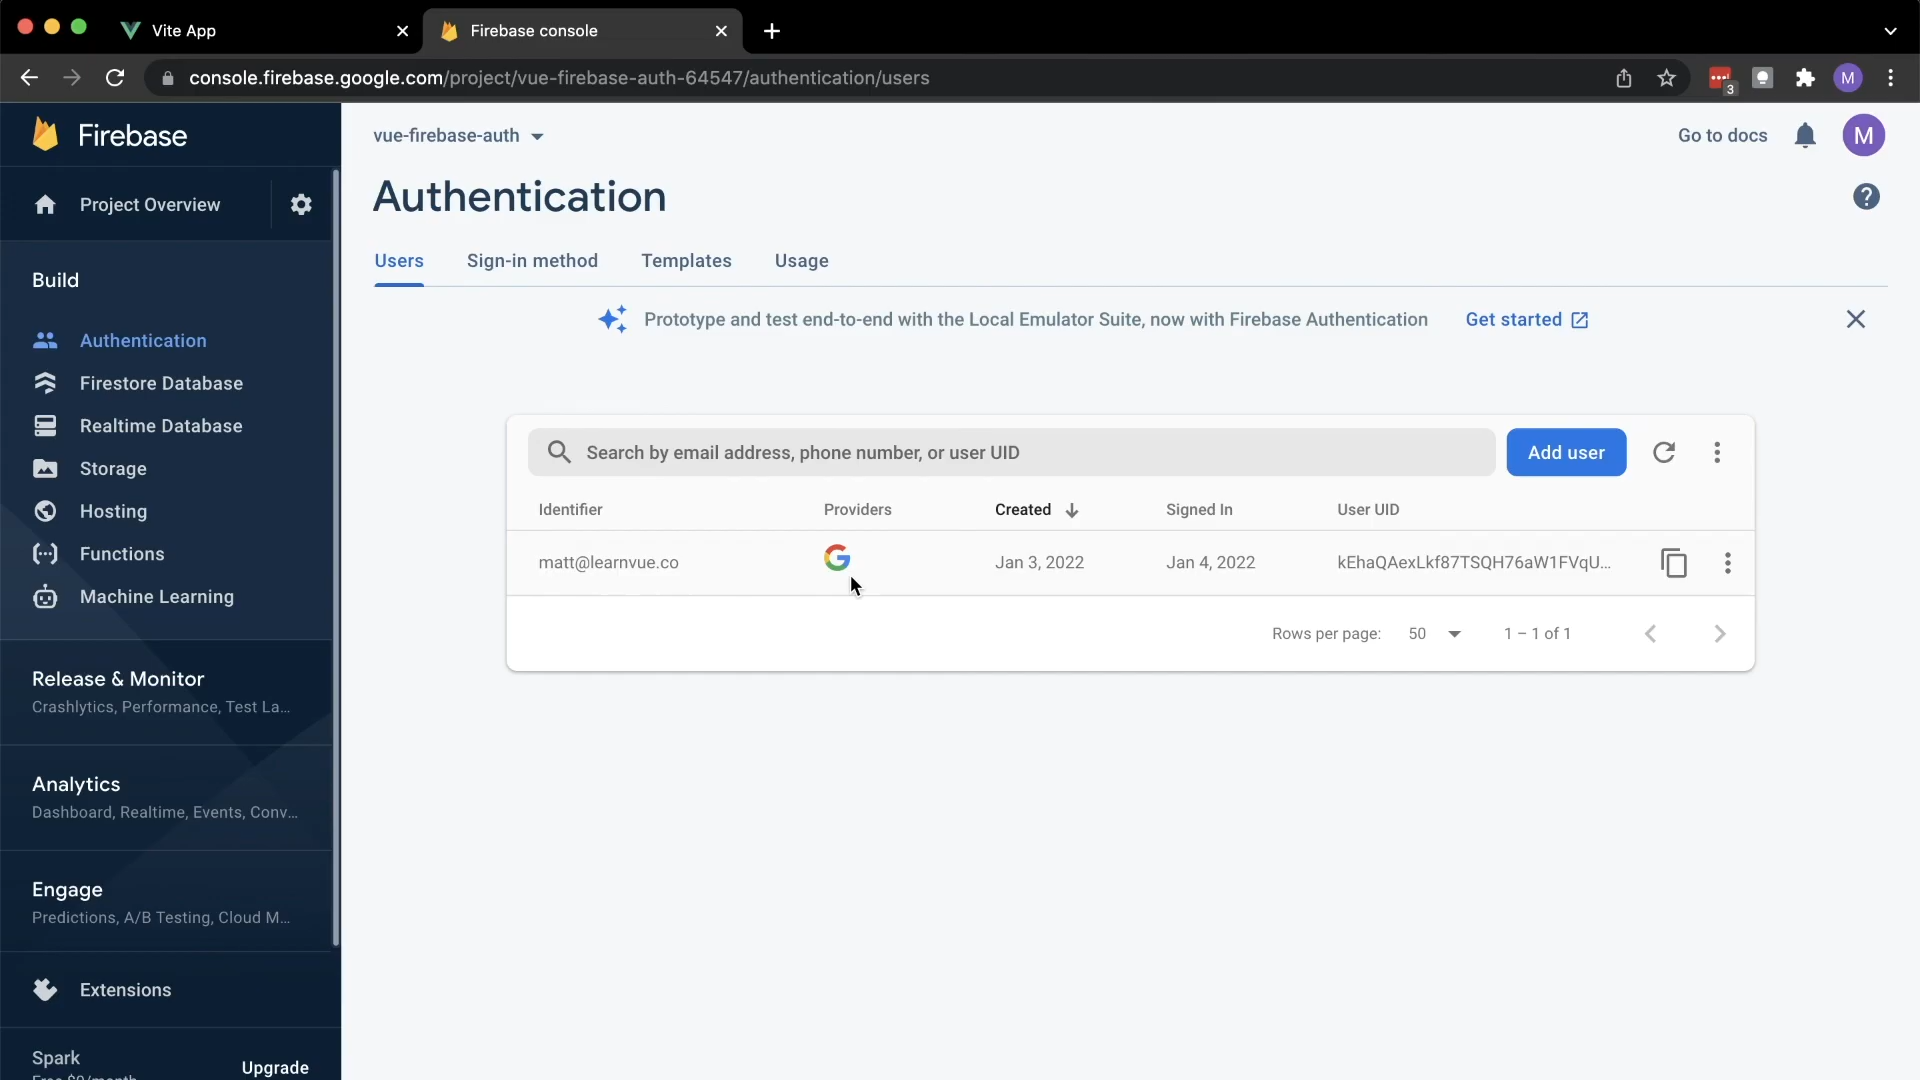 Vite App
Firebase console
console.firebase.google.com/project/vue-firebase-auth-64547/authentication/users
3
M
Firebase
vue-firebase-auth
Go to docs
M
Project Overview
Authentication
?
Build
Users
Sign-in method
Templates
Usage
Prototype and test end-to-end with the Local Emulator Suite, now with Firebase Authentication
Get started
Authentication
Firestore Database
Realtime Database
Storage
Hosting
Functions
Machine Learning
Search by email address, phone number, or user UID
Add user
Identifier
Providers
Created
Signed In
User UID
matt@learnvue.co
Jan 3, 2022
Jan 4, 2022
kEhaQAexLkf87TSQH76aW1FVqU...
Rows per page:
50
1 – 1 of 1
Release & Monitor
Crashlytics, Performance, Test La...
Analytics
Dashboard, Realtime, Events, Conv...
Engage
Predictions, A/B Testing, Cloud M...
Extensions
Spark
Free $0/month
Upgrade